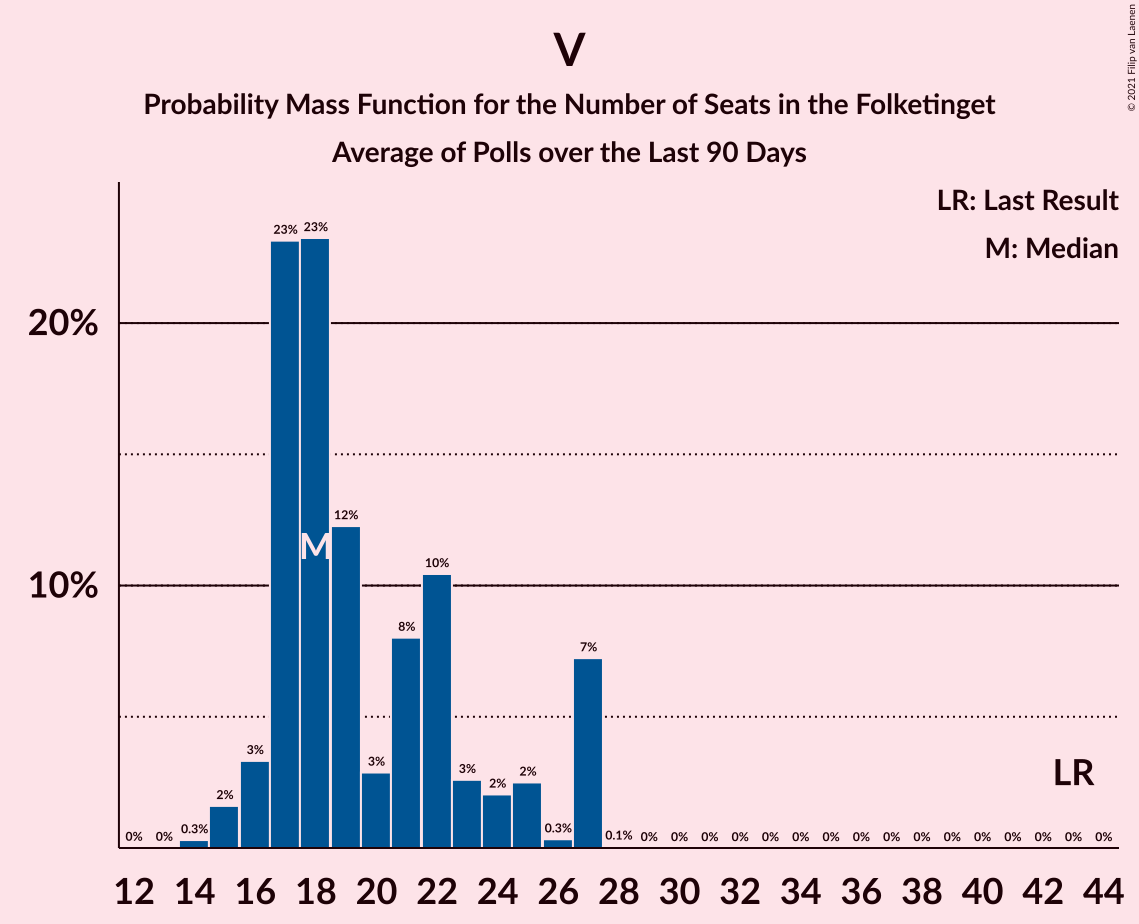 V
Probability Mass Function for the Number of Seats in the Folketinget
Average of Polls over the Last 90 Days
© 2021 Filip van Laenen
LR: Last Result
M: Median
20%
10%
0% 0% 0.3% 2% 3% 23% 23% 12% 3% 8% 10% 3% 2% 2% 0.3% 7% 0.1% 0% 0% 0% 0% 0% 0% 0% 0% 0% 0% 0% 0% 0% 0% 0% 0%
M
LR
12 14 16 18 20 22 24 26 28 30 32 34 36 38 40 42 44